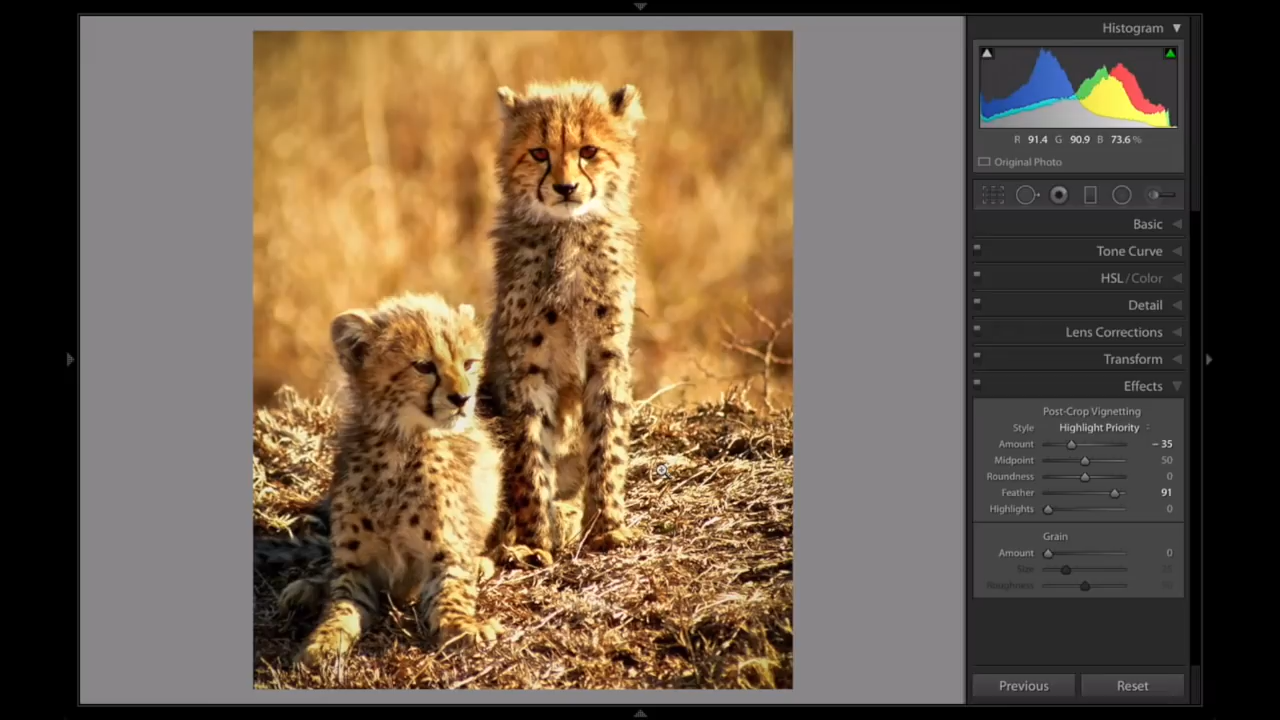 Histogram
R 91.4 G 90.9 B 73.6 %
Original Photo
Basic
Tone Curve
HSL / Color
Detail
Lens Corrections
Transform
Effects
Post-Crop Vignetting
Style Highlight Priority
Amount – 35
Midpoint 50
Roundness 0
Feather 91
Highlights 0
Grain
Amount 0
Size
Roughness
Previous Reset